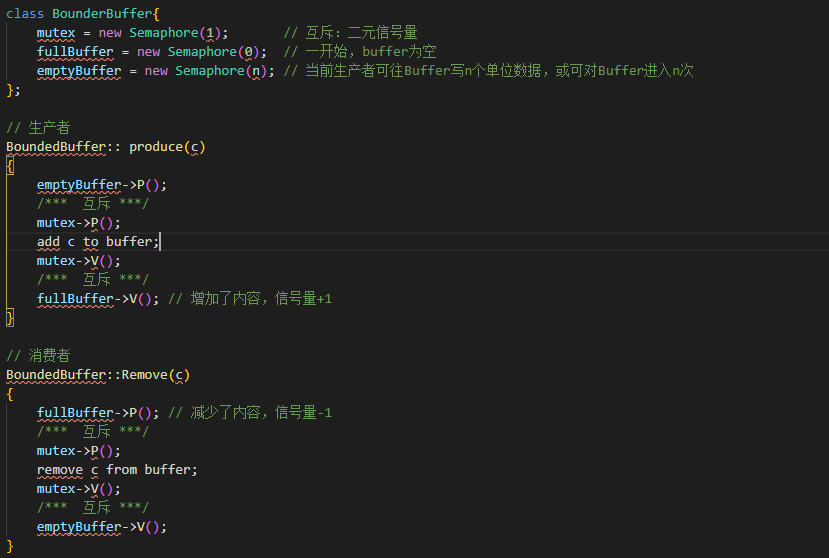 class BounderBuffer{
    mutex = new Semaphore(1);       // 互斥：二元信号量
    fullBuffer = new Semaphore(0);  // 一开始，buffer为空
    emptyBuffer = new Semaphore(n); // 当前生产者可往Buffer写n个单位数据，或可对Buffer进入n次
};

// 生产者
BoundedBuffer:: produce(c)
{
    emptyBuffer->P();
    /***  互斥 ***/
    mutex->P();
    add c to buffer;
    mutex->V();
    /***  互斥 ***/
    fullBuffer->V(); // 增加了内容，信号量+1
}

// 消费者
BoundedBuffer::Remove(c)
{
    fullBuffer->P(); // 减少了内容，信号量-1
    /***  互斥 ***/
    mutex->P();
    remove c from buffer;
    mutex->V();
    /***  互斥 ***/
    emptyBuffer->V();
}